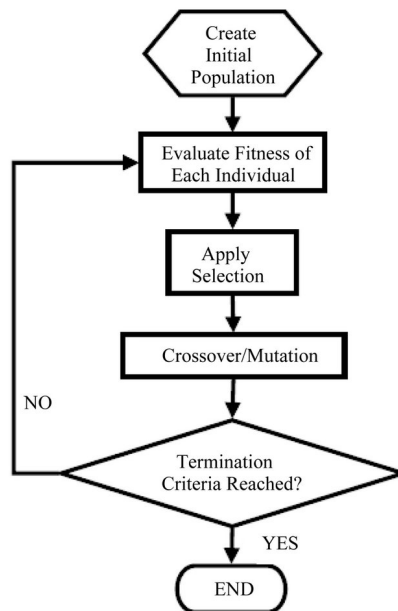 Create
Initial
Population
Evaluate Fitness of
Each Individual
Apply
Selection
Crossover/Mutation
NO
Termination
Criteria Reached?
YES
END